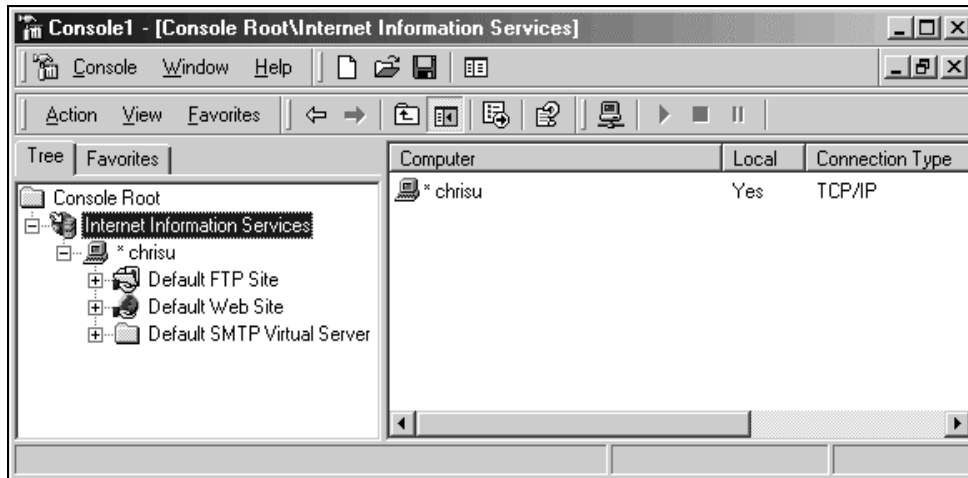 Console1 - [Console Root\Internet Information Services]
Console Window Help
Action View Favorites
Tree Favorites
Computer Local Connection Type
Console Root
* chrisu Yes TCP/IP
Internet Information Services
* chrisu
Default FTP Site
Default Web Site
Default SMTP Virtual Server